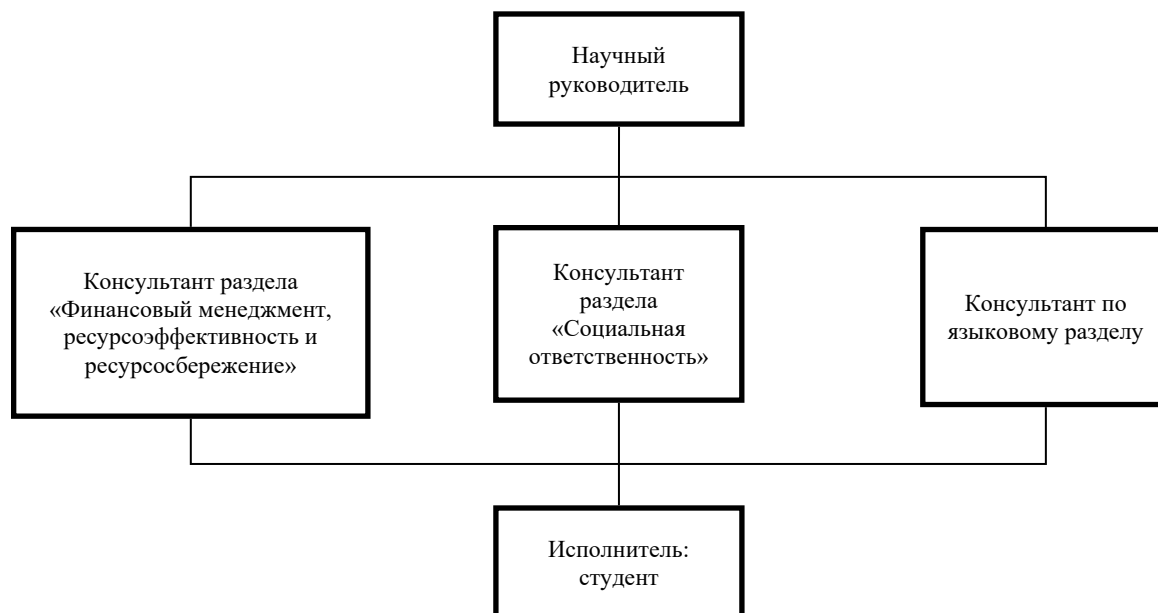 Научный
руководитель
Консультант раздела
«Финансовый менеджмент,
ресурсоэффективность и
ресурсосбережение»
Консультант
раздела
«Социальная
ответственность»
Консультант по
языковому разделу
Исполнитель:
студент